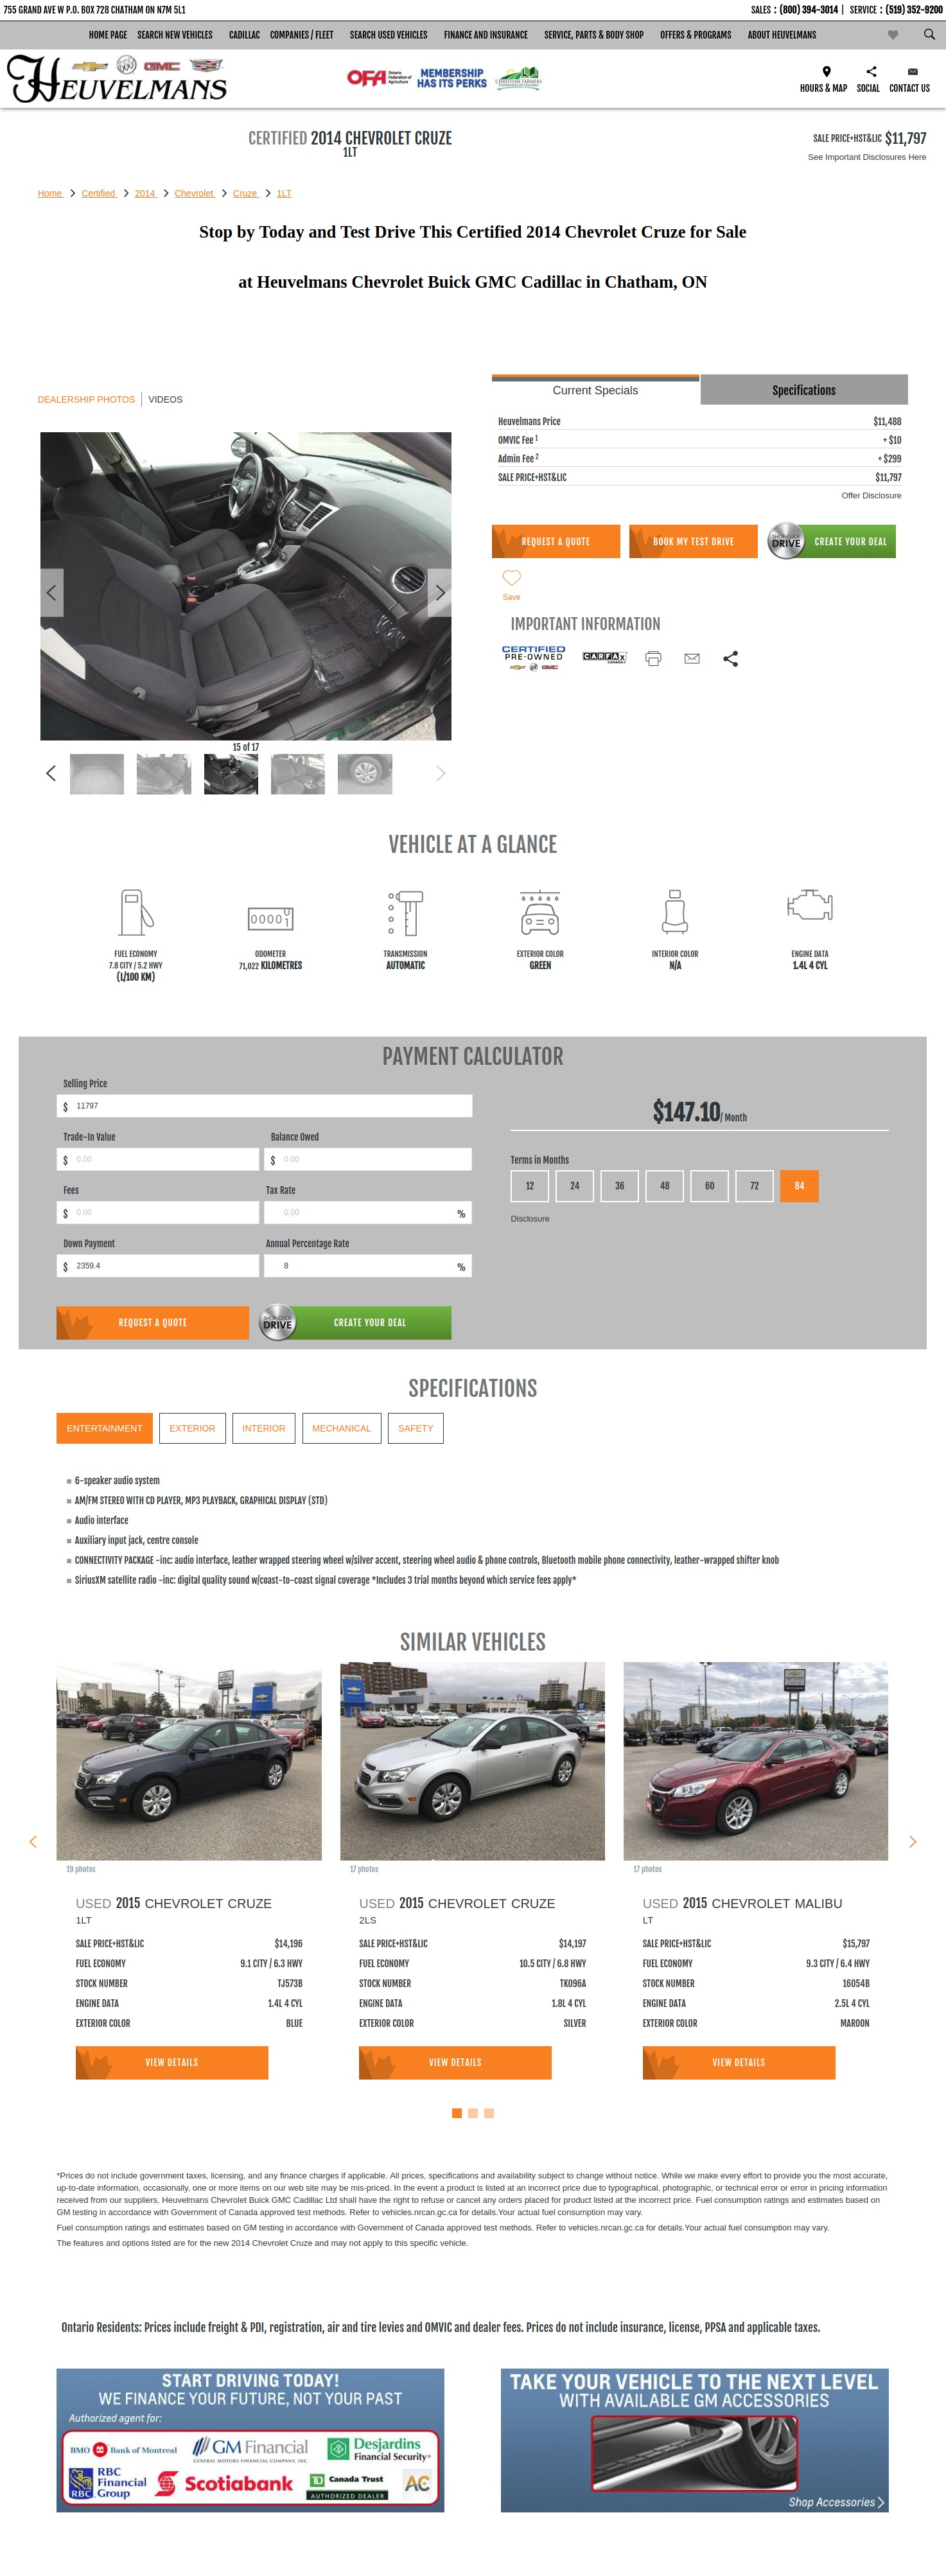 755 GRAND AVE W P.O. BOX 728 CHATHAM ON N7M 5L1
SALES : (800) 394-3014 | SERVICE : (519) 352-9200
HOME PAGE SEARCH NEW VEHICLES CADILLAC COMPANIES / FLEET SEARCH USED VEHICLES FINANCE AND INSURANCE SERVICE, PARTS & BODY SHOP OFFERS & PROGRAMS ABOUT HEUVELMANS
HEUVELMANS
GMC
OFA Ontario Federation of Agriculture MEMBERSHIP HAS ITS PERKS
CHRISTIAN FARMERS
HOURS & MAP SOCIAL CONTACT US
CERTIFIED 2014 CHEVROLET CRUZE
1LT
SALE PRICE+HST&LIC $11,797
See Important Disclosures Here
Home > Certified > 2014 > Chevrolet > Cruze > 1LT
Stop by Today and Test Drive This Certified 2014 Chevrolet Cruze for Sale
at Heuvelmans Chevrolet Buick GMC Cadillac in Chatham, ON
DEALERSHIP PHOTOS | VIDEOS
Current Specials Specifications
Heuvelmans Price $11,488
OMVIC Fee 1 + $10
Admin Fee 2 + $299
SALE PRICE+HST&LIC $11,797
Offer Disclosure
REQUEST A QUOTE BOOK MY TEST DRIVE SHOP-CLICK DRIVE CREATE YOUR DEAL
Save
IMPORTANT INFORMATION
CERTIFIED PRE-OWNED GMC CARFAX CANADA
15 of 17
VEHICLE AT A GLANCE
00001
FUEL ECONOMY ODOMETER TRANSMISSION EXTERIOR COLOR INTERIOR COLOR ENGINE DATA
7.8 CITY / 5.2 HWY 71,022 KILOMETRES AUTOMATIC GREEN N/A 1.4L 4 CYL
(L/100 KM)
PAYMENT CALCULATOR
Selling Price
$ 11797
$147.10 / Month
Trade-In Value Balance Owed
$ 0.00 $ 0.00
Terms in Months
12 24 36 48 60 72 84
Fees Tax Rate
$ 0.00 0.00 %
Disclosure
Down Payment Annual Percentage Rate
$ 2359.4 8 %
REQUEST A QUOTE SHOP-CLICK DRIVE CREATE YOUR DEAL
SPECIFICATIONS
ENTERTAINMENT EXTERIOR INTERIOR MECHANICAL SAFETY
6-speaker audio system
AM/FM STEREO WITH CD PLAYER, MP3 PLAYBACK, GRAPHICAL DISPLAY (STD)
Audio interface
Auxiliary input jack, centre console
CONNECTIVITY PACKAGE -inc: audio interface, leather wrapped steering wheel w/silver accent, steering wheel audio & phone controls, Bluetooth mobile phone connectivity, leather-wrapped shifter knob
SiriusXM satellite radio -inc: digital quality sound w/coast-to-coast signal coverage *Includes 3 trial months beyond which service fees apply*
SIMILAR VEHICLES
19 photos 17 photos 17 photos
USED 2015 CHEVROLET CRUZE
1LT
SALE PRICE+HST&LIC $14,196
FUEL ECONOMY 9.1 CITY / 6.3 HWY
STOCK NUMBER TJ573B
ENGINE DATA 1.4L 4 CYL
EXTERIOR COLOR BLUE
VIEW DETAILS
USED 2015 CHEVROLET CRUZE
2LS
SALE PRICE+HST&LIC $14,197
FUEL ECONOMY 10.5 CITY / 6.8 HWY
STOCK NUMBER TK096A
ENGINE DATA 1.8L 4 CYL
EXTERIOR COLOR SILVER
VIEW DETAILS
USED 2015 CHEVROLET MALIBU
LT
SALE PRICE+HST&LIC $15,797
FUEL ECONOMY 9.3 CITY / 6.4 HWY
STOCK NUMBER 16054B
ENGINE DATA 2.5L 4 CYL
EXTERIOR COLOR MAROON
VIEW DETAILS
*Prices do not include government taxes, licensing, and any finance charges if applicable. All prices, specifications and availability subject to change without notice. While we make every effort to provide you the most accurate,
up-to-date information, occasionally, one or more items on our web site may be mis-priced. In the event a product is listed at an incorrect price due to typographical, photographic, or technical error or error in pricing information
received from our suppliers, Heuvelmans Chevrolet Buick GMC Cadillac Ltd shall have the right to refuse or cancel any orders placed for product listed at the incorrect price. Fuel consumption ratings and estimates based on
GM testing in accordance with Government of Canada approved test methods. Refer to vehicles.nrcan.gc.ca for details.Your actual fuel consumption may vary.
Fuel consumption ratings and estimates based on GM testing in accordance with Government of Canada approved test methods. Refer to vehicles.nrcan.gc.ca for details.Your actual fuel consumption may vary.
The features and options listed are for the new 2014 Chevrolet Cruze and may not apply to this specific vehicle.
Ontario Residents: Prices include freight & PDI, registration, air and tire levies and OMVIC and dealer fees. Prices do not include insurance, license, PPSA and applicable taxes.
START DRIVING TODAY!
WE FINANCE YOUR FUTURE, NOT YOUR PAST
Authorized agent for:
BMO Bank of Montreal GM Financial GENERAL MOTORS FINANCIAL COMPANY, INC. Desjardins Financial Security
RBC RBC Financial Group Scotiabank TD Canada Trust AUTHORIZED DEALER AC
TAKE YOUR VEHICLE TO THE NEXT LEVEL
WITH AVAILABLE GM ACCESSORIES
Shop Accessories >